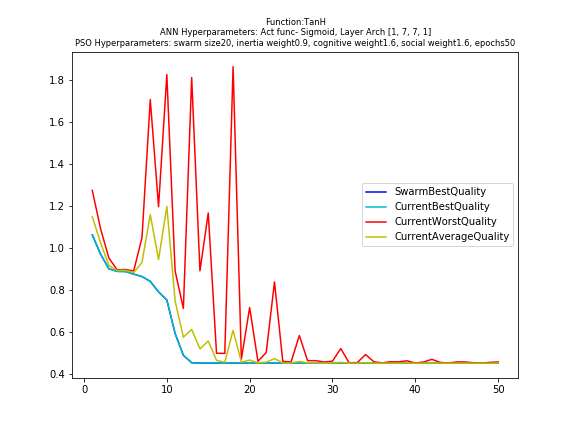 Function:TanH
ANN Hyperparameters: Act func- Sigmoid, Layer Arch [1, 7, 7, 1]
PSO Hyperparameters: swarm size20, inertia weight0.9, cognitive weight1.6, social weight1.6, epochs50
1.8
1.6
1.4
1.2
1.0
0.8
0.6
0.4
SwarmBestQuality
CurrentBestQuality
CurrentWorstQuality
CurrentAverageQuality
0 10 20 30 40 50